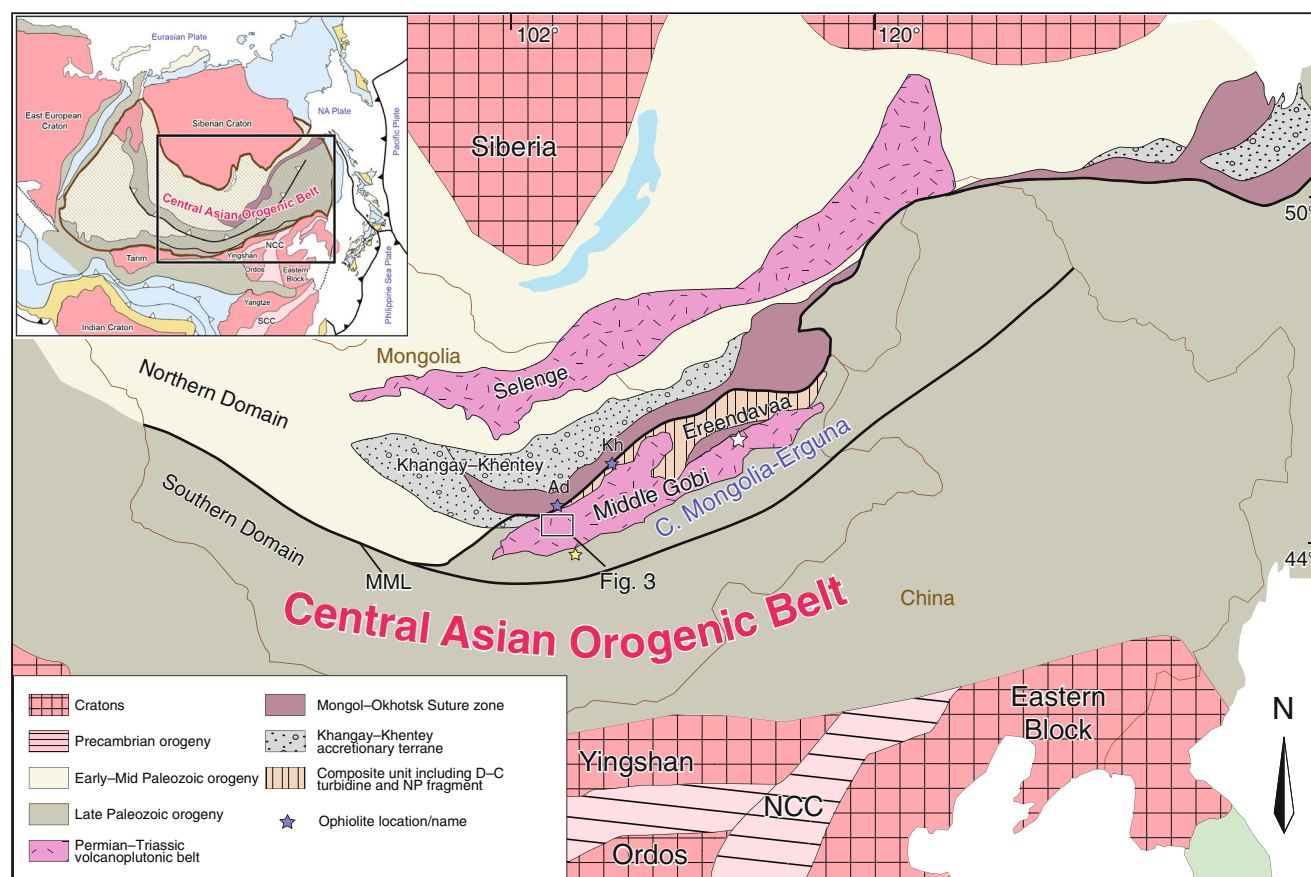 Eurasian Plate
East European
Craton
Siberian Craton
NA Plate
Pacific Plate
Central Asian Orogenic Belt
NCC
Tarim
Yingshan
Ordos
Eastern
Block
Yangtze
SCC
Indian Craton
Philippine Sea Plate
102°
120°
50°
44°
Siberia
Mongolia
Northern Domain
Selenge
Ereendavaa
Kh
Khangay–Khentey
Ad
Middle Gobi
C. Mongolia-Erguna
Southern Domain
MML
Fig. 3
China
Central Asian Orogenic Belt
Eastern
Block
N
Yingshan
NCC
Ordos
Cratons
Precambrian orogeny
Early–Mid Paleozoic orogeny
Late Paleozoic orogeny
Permian–Triassic
volcanoplutonic belt
Mongol–Okhotsk Suture zone
Khangay–Khentey
accretionary terrane
Composite unit including D–C
turbidine and NP fragment
Ophiolite location/name